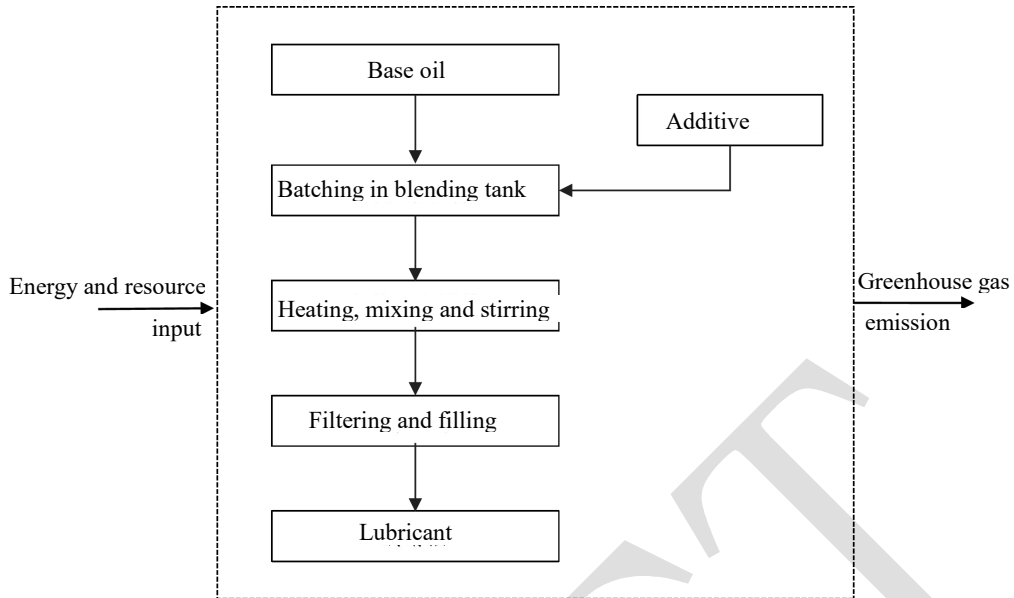 Base oil
Additive
Batching in blending tank
Energy and resource
input
Heating, mixing and stirring
Greenhouse gas
emission
Filtering and filling
Lubricant